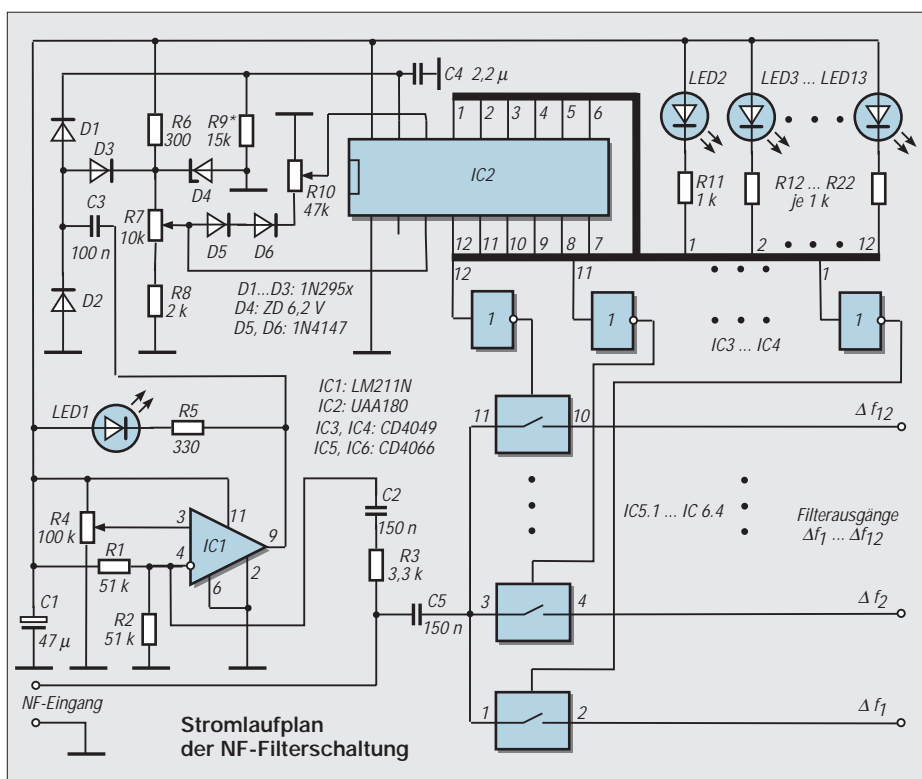 C4 2,2 µ
LED2
LED3 ... LED13
D1
R6
300
R9*
15k
1 2 3 4 5 6
D3
D4
IC2
R10
47k
R11
1 k
R12 ... R22
je 1 k
C3
100 n
R7
10k
D5
D6
12 11 10 9 8 7
1
2
12
D2
R8
2 k
D1...D3: 1N295x
D4: ZD 6,2 V
D5, D6: 1N4147
12
11
1
1
1
1
IC3 ... IC4
LED1
R5
330
IC1: LM211N
IC2: UAA180
IC3, IC4: CD4049
IC5, IC6: CD4066
11
10
Δ f12
R4
100 k
3
11
IC1
9
4
6
2
C2
150 n
IC5.1 ... IC 6.4
Filterausgänge
Δf1 ... Δf12
R1
51 k
R3
3,3 k
C1
47 µ
R2
51 k
C5
150 n
3
4
Δ f2
NF-Eingang
1
2
Δ f1
Stromlaufplan
der NF-Filterschaltung